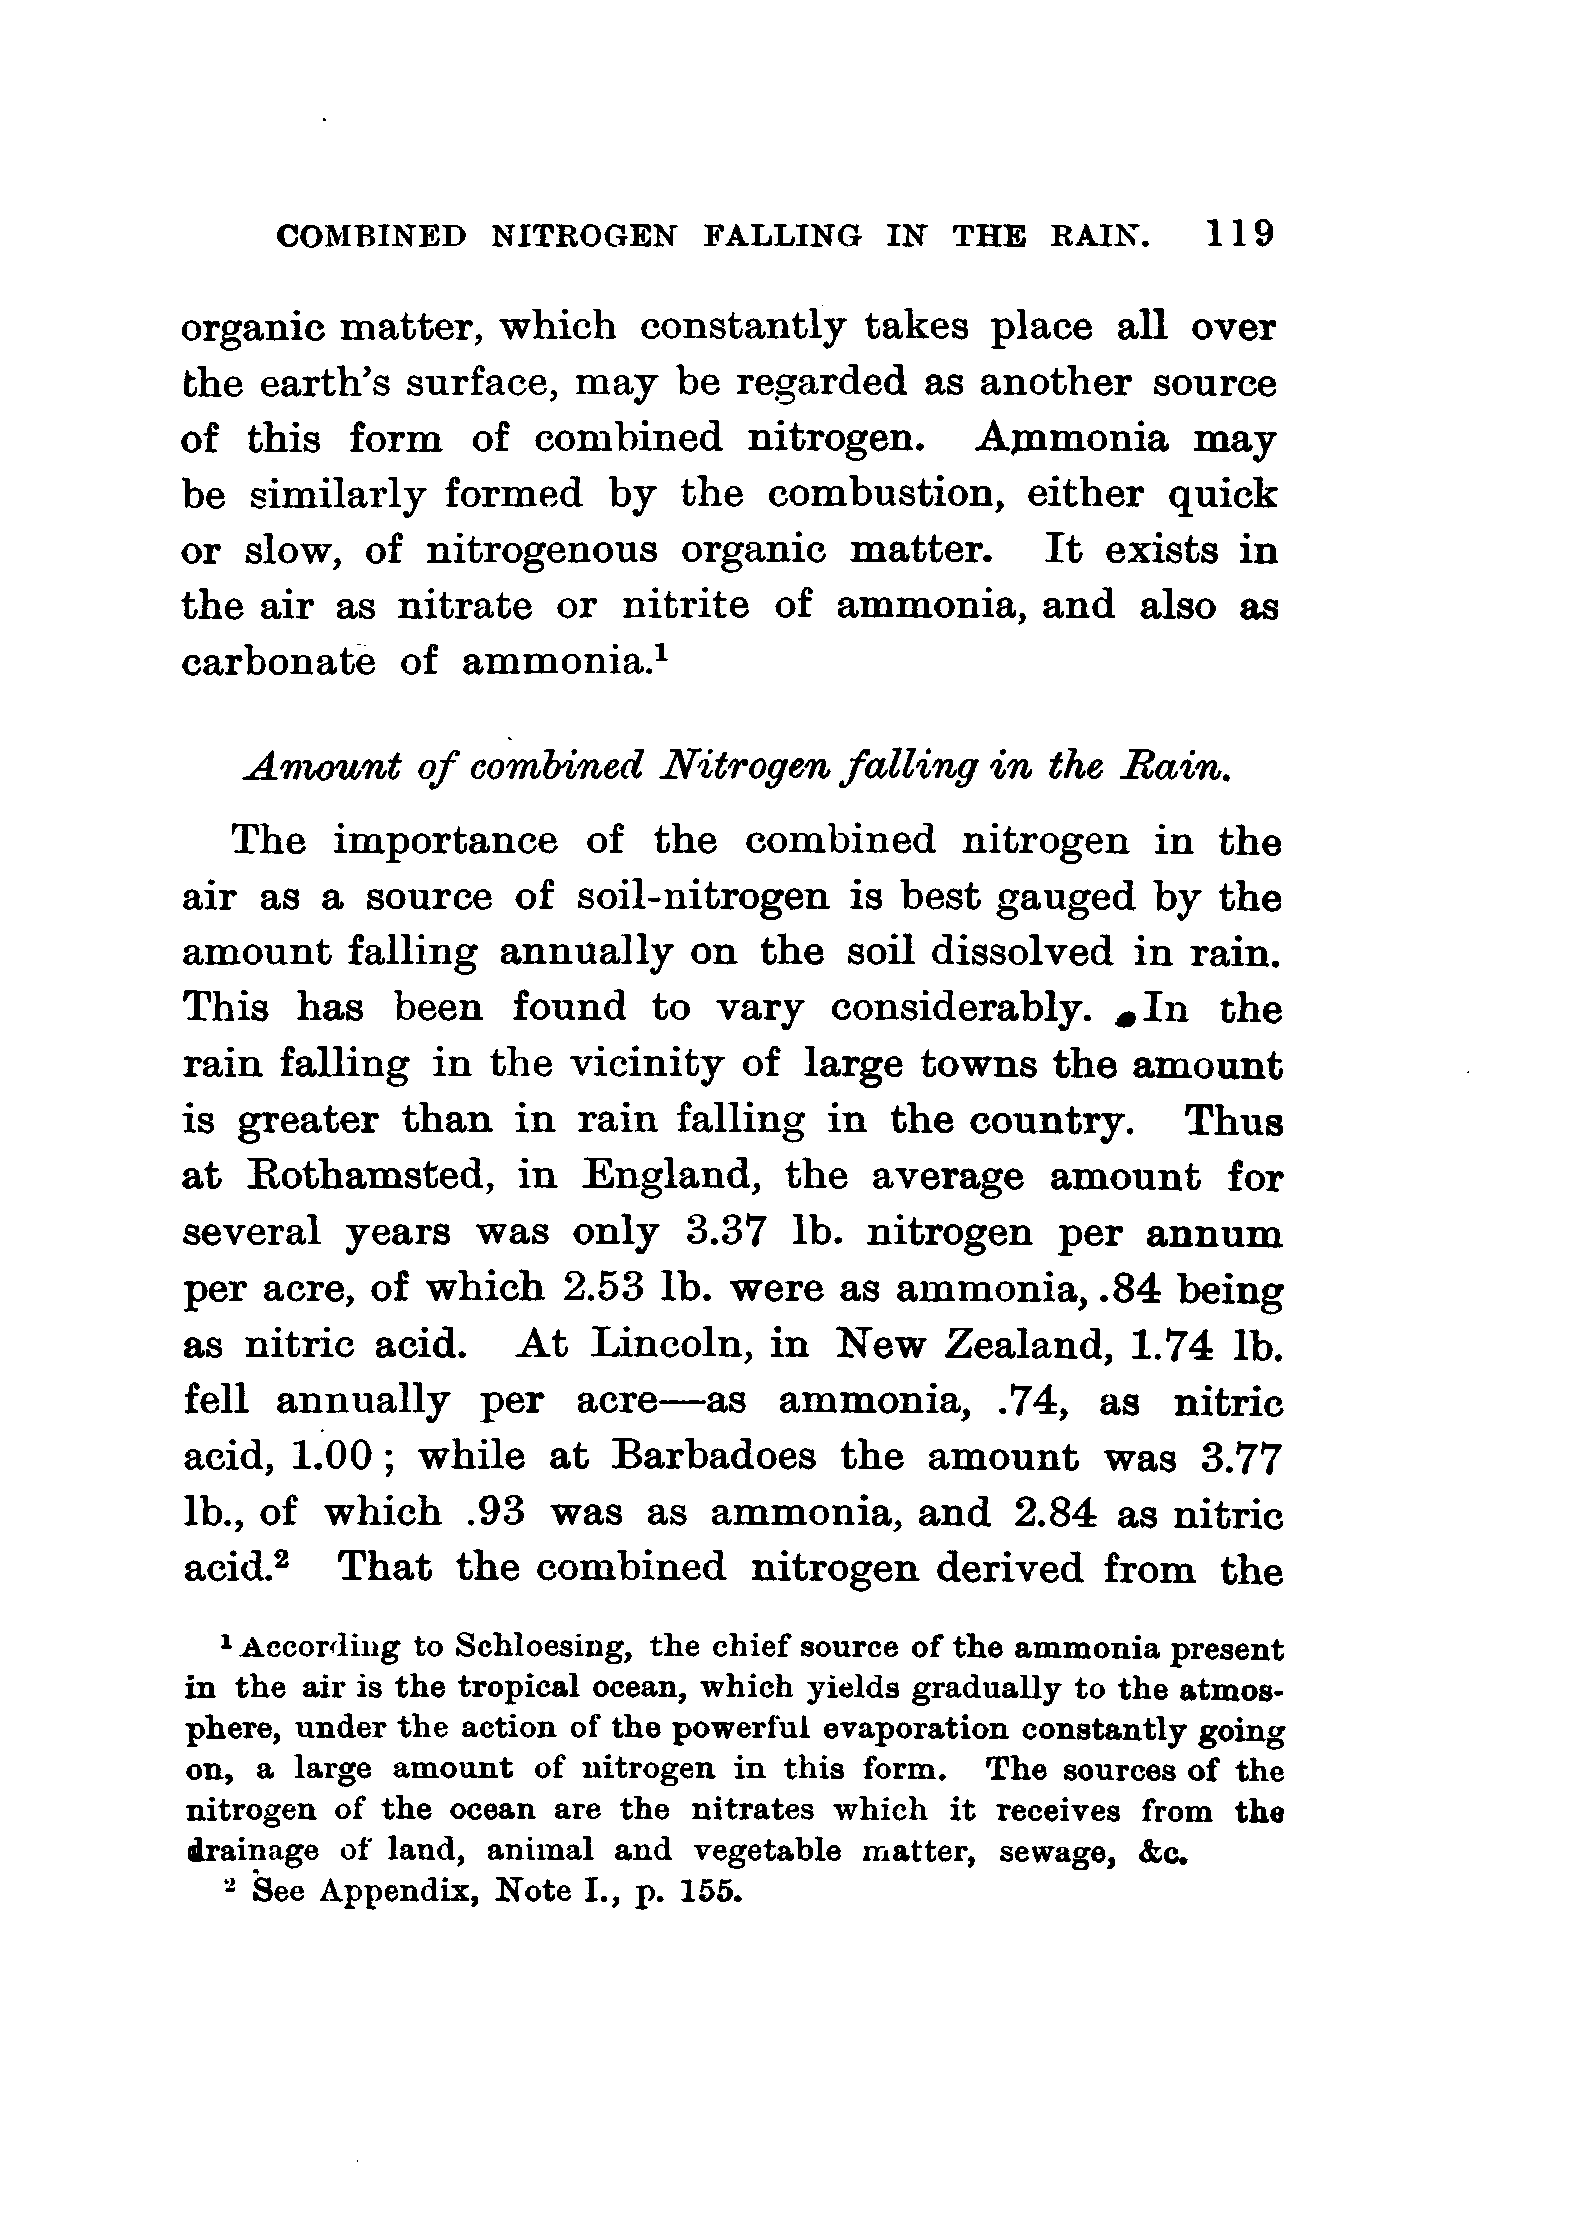 COMBINED NITROGEN FALLING IN THE RAIN. 119
organic matter, which constantly takes place all over
the earth's surface, may be regarded as another source
of this form of combined nitrogen. Ammonia may
be similarly formed by the combustion, either quick
or slow, of nitrogenous organic matter. It exists in
the air as nitrate or nitrite of ammonia, and also as
carbonate of ammonia.¹
Amount of combined Nitrogen falling in the Rain.
The importance of the combined nitrogen in the
air as a source of soil-nitrogen is best gauged by the
amount falling annually on the soil dissolved in rain.
This has been found to vary considerably. In the
rain falling in the vicinity of large towns the amount
is greater than in rain falling in the country. Thus
at Rothamsted, in England, the average amount for
several years was only 3.37 lb. nitrogen per annum
per acre, of which 2.53 lb. were as ammonia, .84 being
as nitric acid. At Lincoln, in New Zealand, 1.74 lb.
fell annually per acre—as ammonia, .74, as nitric
acid, 1.00; while at Barbadoes the amount was 3.77
lb., of which .93 was as ammonia, and 2.84 as nitric
acid.² That the combined nitrogen derived from the
¹ According to Schloesing, the chief source of the ammonia present
in the air is the tropical ocean, which yields gradually to the atmos-
phere, under the action of the powerful evaporation constantly going
on, a large amount of nitrogen in this form. The sources of the
nitrogen of the ocean are the nitrates which it receives from the
drainage of land, animal and vegetable matter, sewage, &c.
² See Appendix, Note I., p. 155.